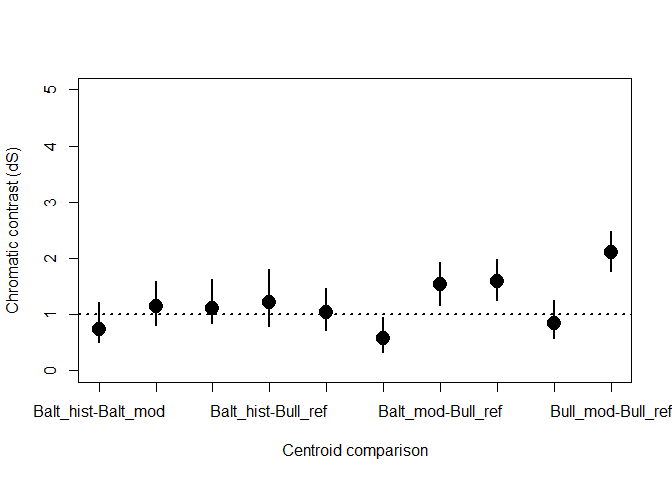 5
4
3
2
1
0
Chromatic contrast (dS)
Balt_hist-Balt_mod Balt_hist-Bull_ref Balt_mod-Bull_ref Bull_mod-Bull_ref
Centroid comparison